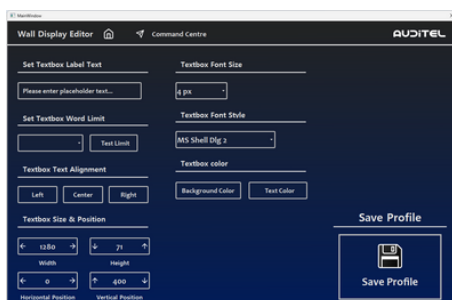 MainWindow
Wall Display Editor
Command Centre
AUDITEL
Set Textbox Label Text
Please enter placeholder text...
Set Textbox Word Limit
Test Limit
Textbox Text Alignment
Left Center Right
Textbox Size & Position
1280 71
Width Height
0 400
Horizontal Position Vertical Position
Textbox Font Size
4 px
Textbox Font Style
MS Shell Dlg 2
Textbox color
Background Color Text Color
Save Profile
Save Profile